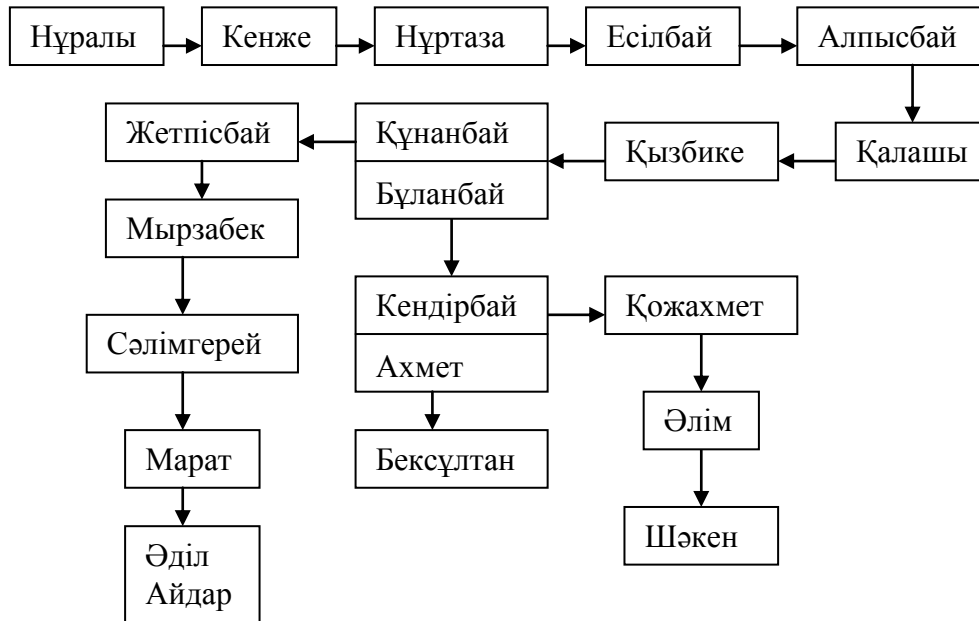 Нұралы
Кенже
Нұртаза
Есілбай
Алпысбай
Жетпісбай
Құнанбай
Қызбике
Қалашы
Бұланбай
Мырзабек
Кендірбай
Қожахмет
Сәлімгерей
Ахмет
Әлім
Марат
Бексұлтан
Шәкен
Әділ
Айдар